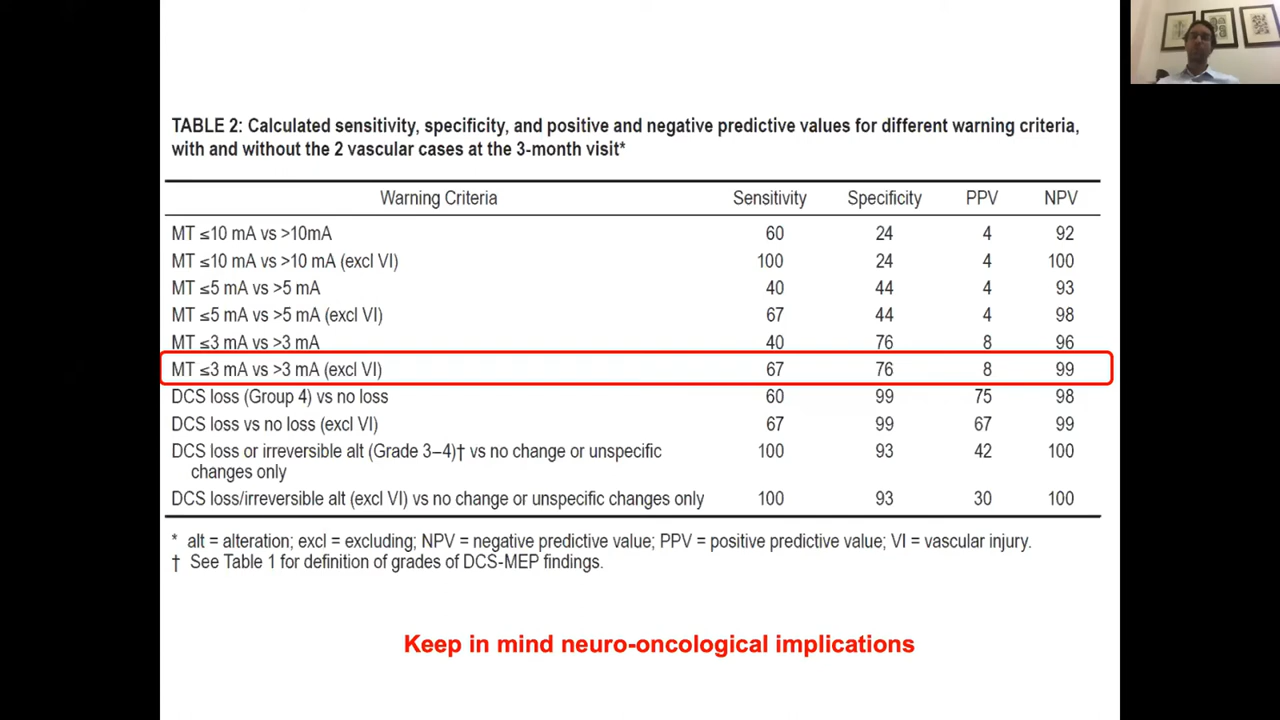 TABLE 2: Calculated sensitivity, specificity, and positive and negative predictive values for different warning criteria,
with and without the 2 vascular cases at the 3-month visit*
Warning Criteria Sensitivity Specificity PPV NPV
MT ≤10 mA vs >10mA 60 24 4 92
MT ≤10 mA vs >10 mA (excl VI) 100 24 4 100
MT ≤5 mA vs >5 mA 40 44 4 93
MT ≤5 mA vs >5 mA (excl VI) 67 44 4 98
MT ≤3 mA vs >3 mA 40 76 8 96
MT ≤3 mA vs >3 mA (excl VI) 67 76 8 99
DCS loss (Group 4) vs no loss 60 99 75 98
DCS loss vs no loss (excl VI) 67 99 67 99
DCS loss or irreversible alt (Grade 3–4)† vs no change or unspecific 100 93 42 100
changes only
DCS loss/irreversible alt (excl VI) vs no change or unspecific changes only 100 93 30 100
* alt = alteration; excl = excluding; NPV = negative predictive value; PPV = positive predictive value; VI = vascular injury.
† See Table 1 for definition of grades of DCS-MEP findings.
Keep in mind neuro-oncological implications